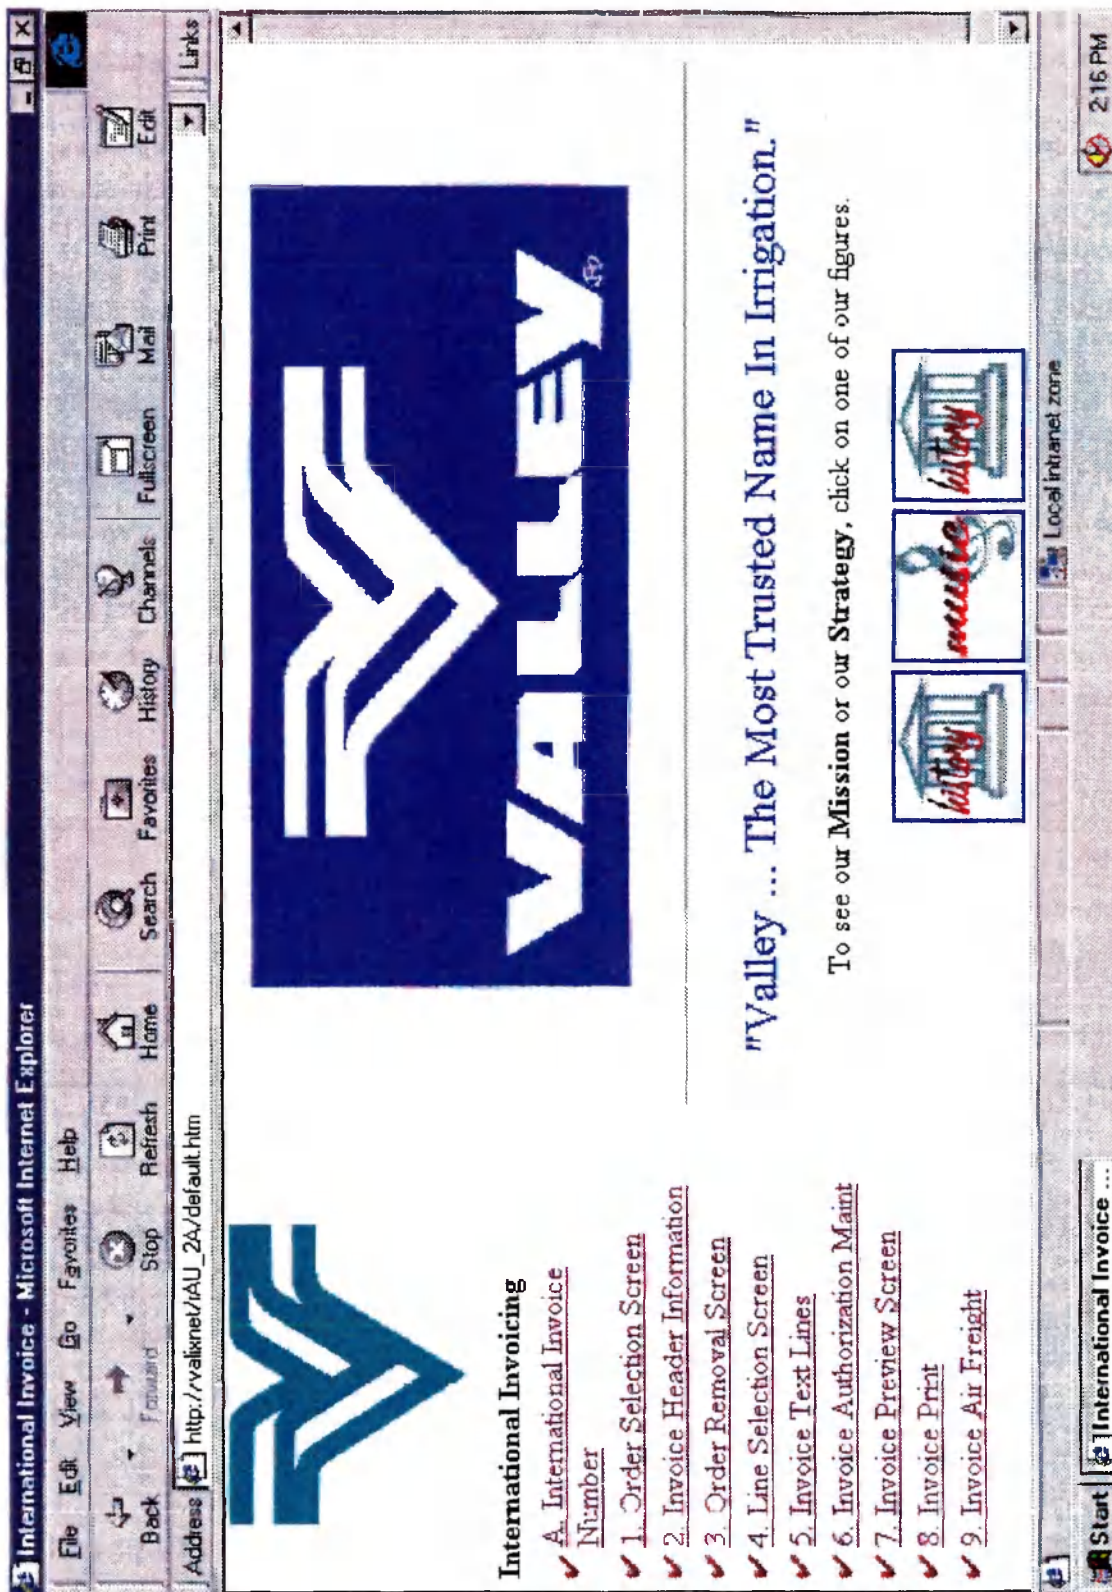 International Invoice - Microsoft Internet Explorer
File Edit View Go Favorites Help
Back Forward Stop Refresh Home Search Favorites History Channels Fullscreen Mail Print Edit
Address http://valixnet/IAU_2A/default.htm Links
International Invoicing
A. International Invoice
Number
1. Order Selection Screen
2. Invoice Header Information
3. Order Removal Screen
4. Line Selection Screen
5. Invoice Text Lines
6. Invoice Authorization Maint
7. Invoice Preview Screen
8. Invoice Print
9. Invoice Air Freight
VALLEY®
"Valley ... The Most Trusted Name In Irrigation."
To see our Mission or our Strategy, click on one of our figures.
history music history
Local intranet zone
Start International Invoice ... 2:16 PM